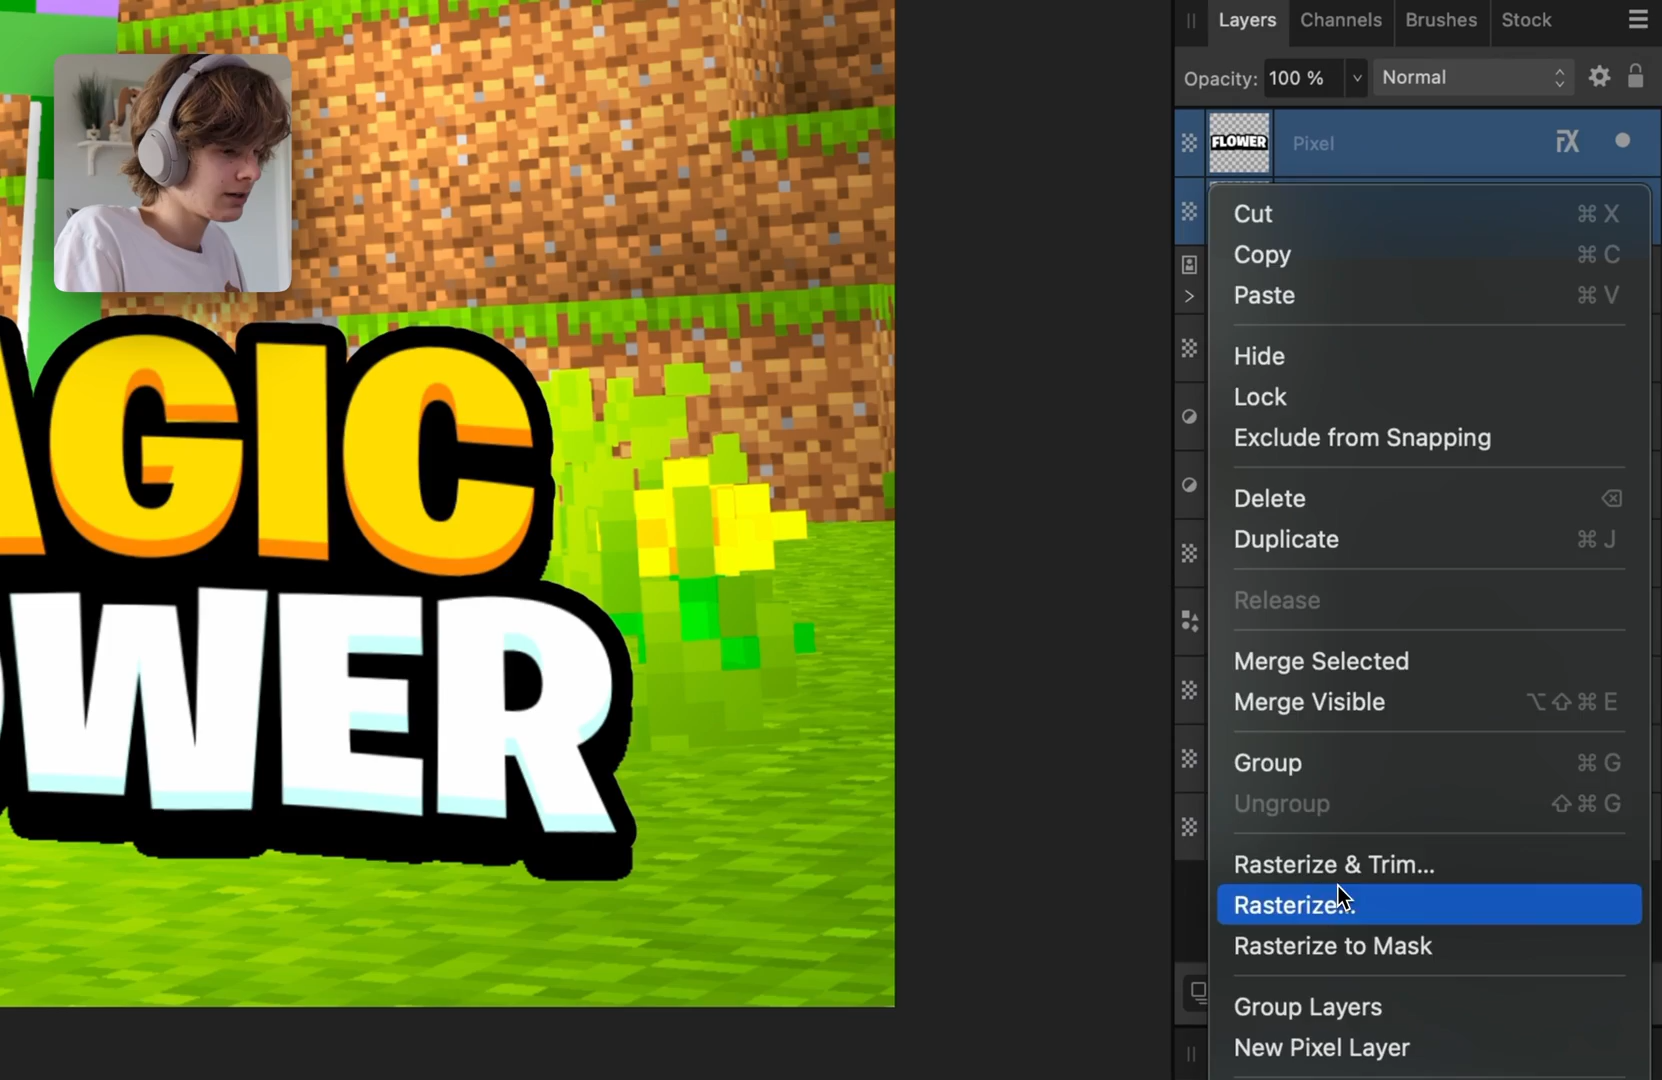 Layers Channels Brushes Stock
Opacity: 100 % Normal
FLOWER Pixel FX
Cut ⌘ X
Copy ⌘ C
Paste ⌘ V
Hide
Lock
Exclude from Snapping
Delete ⌫
Duplicate ⌘ J
Release
Merge Selected
Merge Visible ⌥⇧⌘ E
Group ⌘ G
Ungroup ⇧⌘ G
Rasterize & Trim...
Rasterize...
Rasterize to Mask
Group Layers
New Pixel Layer
AGIC
OWER